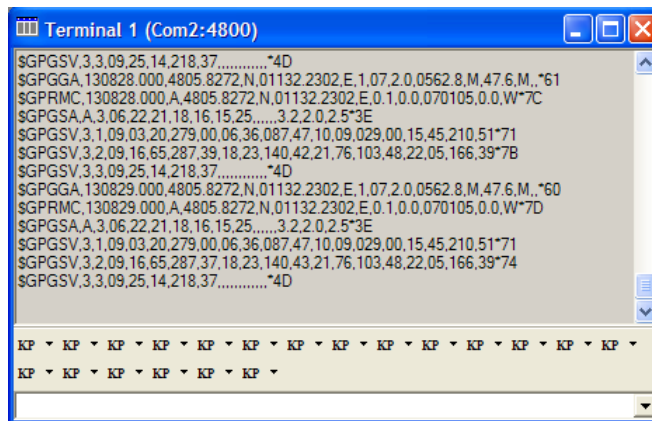 Terminal 1 (Com2:4800)
$GPGSV,3,3,09,25,14,218,37,,,,,,,,,,,,*4D
$GPGGA,130828.000,4805.8272,N,01132.2302,E,1,07,2.0,0562.8,M,47.6,M,,*61
$GPRMC,130828.000,A,4805.8272,N,01132.2302,E,0.1,0.0,070105,0.0,W*7C
$GPGSA,A,3,06,22,21,18,16,15,25,,,,,,3.2,2.0,2.5*3E
$GPGSV,3,1,09,03,20,279,00,06,36,087,47,10,09,029,00,15,45,210,51*71
$GPGSV,3,2,09,16,65,287,39,18,23,140,42,21,76,103,48,22,05,166,39*7B
$GPGSV,3,3,09,25,14,218,37,,,,,,,,,,,,*4D
$GPGGA,130829.000,4805.8272,N,01132.2302,E,1,07,2.0,0562.8,M,47.6,M,,*60
$GPRMC,130829.000,A,4805.8272,N,01132.2302,E,0.1,0.0,070105,0.0,W*7D
$GPGSA,A,3,06,22,21,18,16,15,25,,,,,,3.2,2.0,2.5*3E
$GPGSV,3,1,09,03,20,279,00,06,36,087,47,10,09,029,00,15,45,210,51*71
$GPGSV,3,2,09,16,65,287,37,18,23,140,43,21,76,103,48,22,05,166,39*74
$GPGSV,3,3,09,25,14,218,37,,,,,,,,,,,,*4D
KP KP KP KP KP KP KP KP KP KP KP KP KP KP
KP KP KP KP KP KP